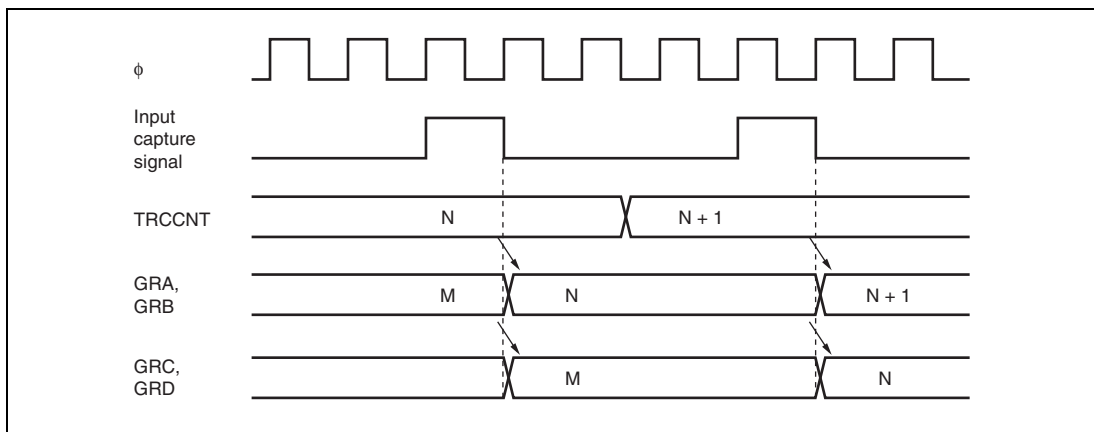 ϕ
Input
capture
signal
TRCCNT
N
N + 1
GRA,
GRB
M
N
N + 1
GRC,
GRD
M
N